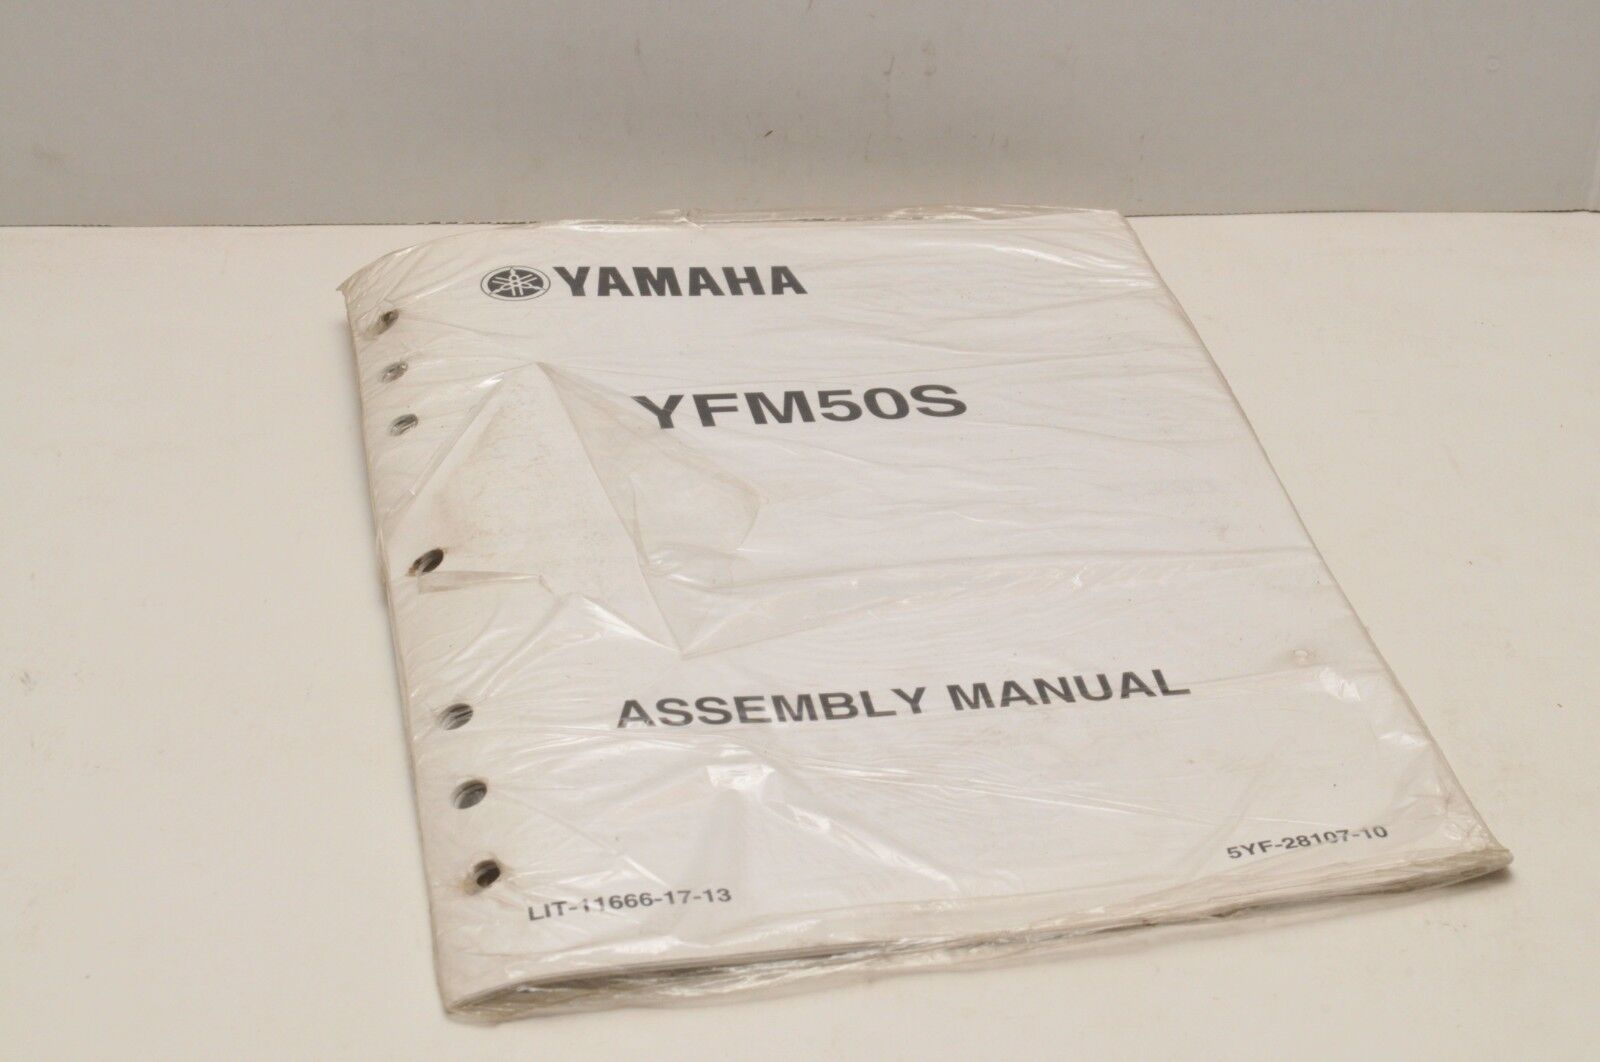 YAMAHA
YFM50S
ASSEMBLY MANUAL
LIT-11666-17-13
5YF-28107-10